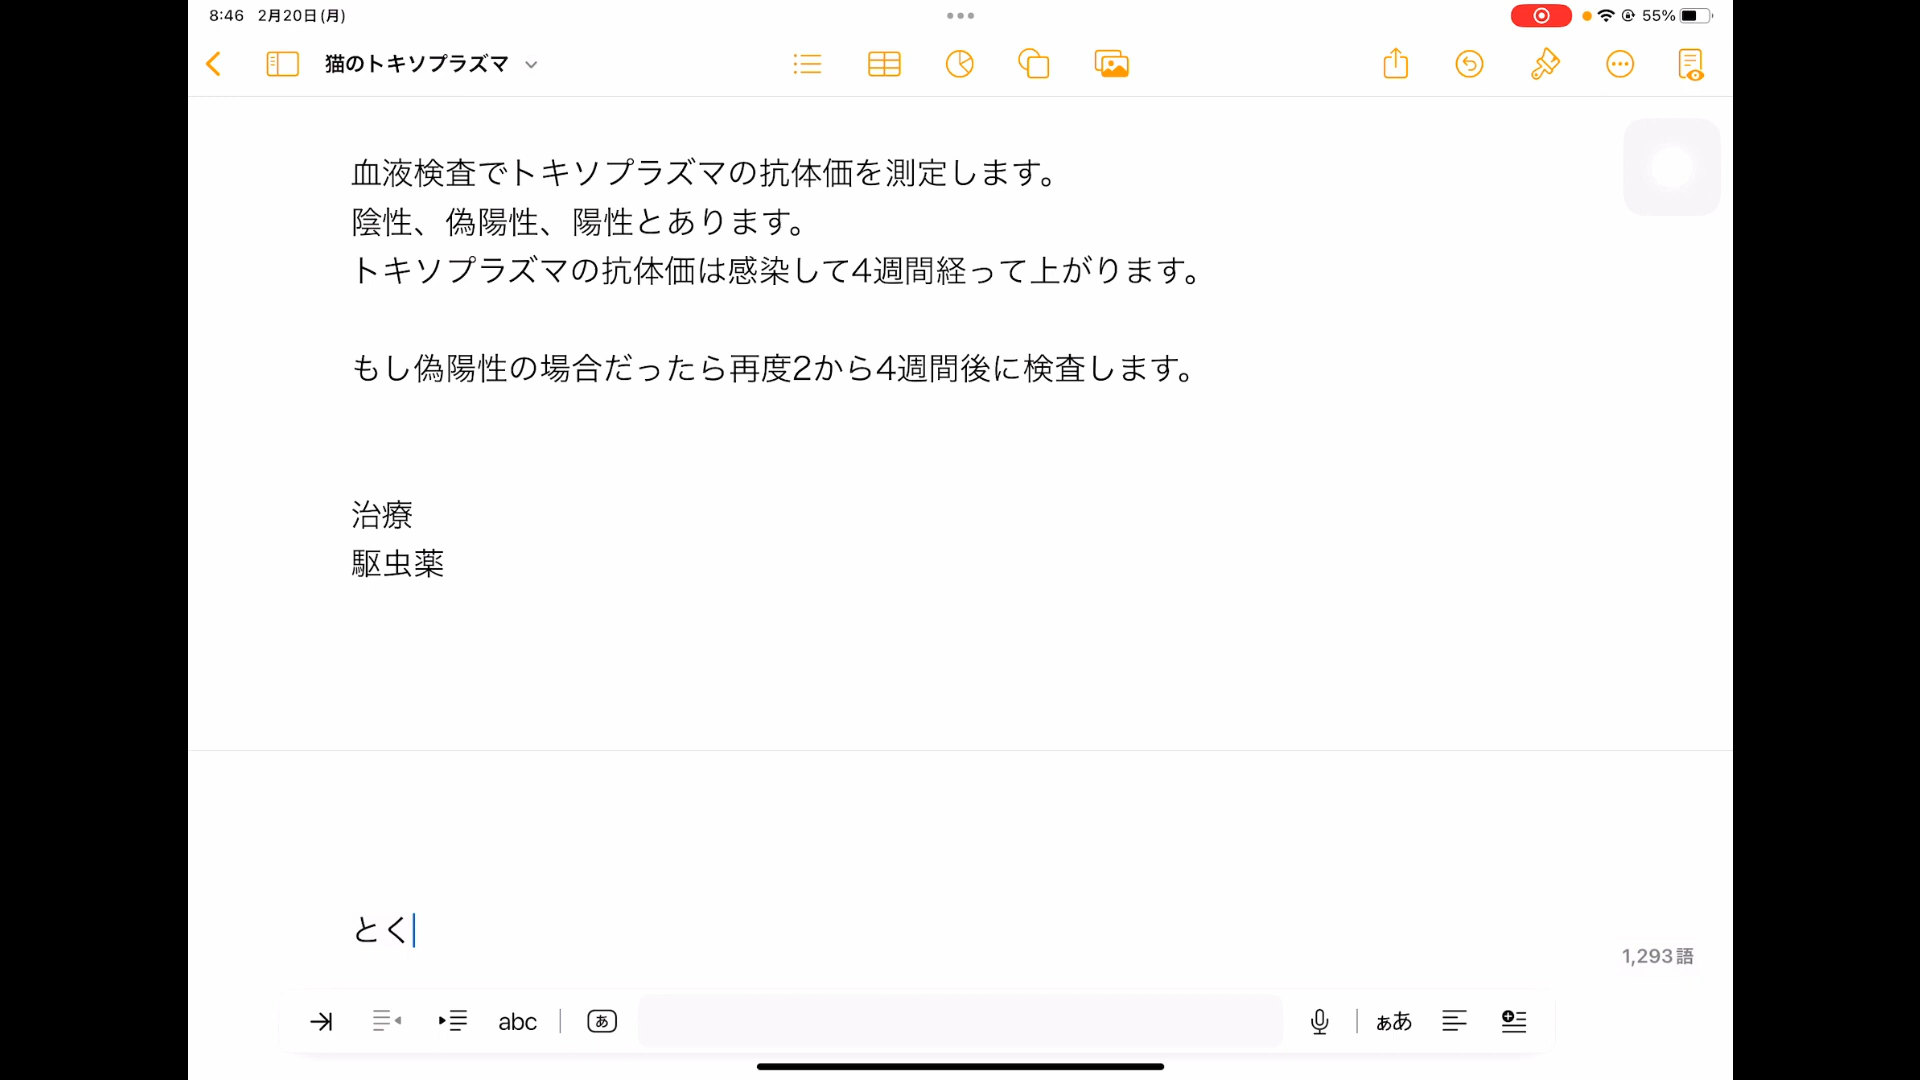 8:46 2月20日(月)
55%
猫のトキソプラズマ
血液検査でトキソプラズマの抗体価を測定します。
陰性、偽陽性、陽性とあります。
トキソプラズマの抗体価は感染して4週間経って上がります。
もし偽陽性の場合だったら再度2から4週間後に検査します。
治療
駆虫薬
とく
1,293語
abc
あ
ぁあ